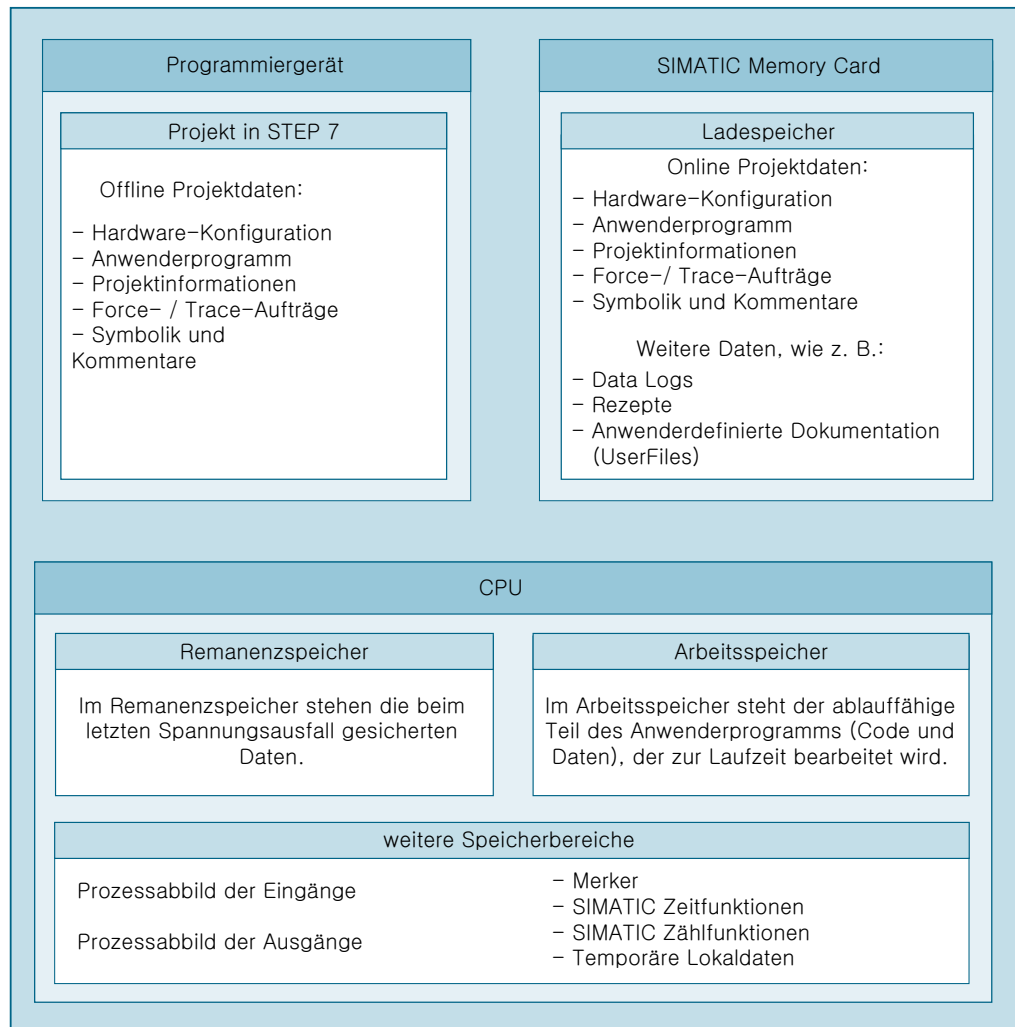 Programmiergerät
Projekt in STEP 7
Offline Projektdaten:
- Hardware-Konfiguration
- Anwenderprogramm
- Projektinformationen
- Force- / Trace-Aufträge
- Symbolik und
Kommentare
SIMATIC Memory Card
Ladespeicher
Online Projektdaten:
- Hardware-Konfiguration
- Anwenderprogramm
- Projektinformationen
- Force-/ Trace-Aufträge
- Symbolik und Kommentare
Weitere Daten, wie z. B.:
- Data Logs
- Rezepte
- Anwenderdefinierte Dokumentation
(UserFiles)
CPU
Remanenzspeicher
Im Remanenzspeicher stehen die beim
letzten Spannungsausfall gesicherten
Daten.
Arbeitsspeicher
Im Arbeitsspeicher steht der ablauffähige
Teil des Anwenderprogramms (Code und
Daten), der zur Laufzeit bearbeitet wird.
weitere Speicherbereiche
Prozessabbild der Eingänge
Prozessabbild der Ausgänge
- Merker
- SIMATIC Zeitfunktionen
- SIMATIC Zählfunktionen
- Temporäre Lokaldaten